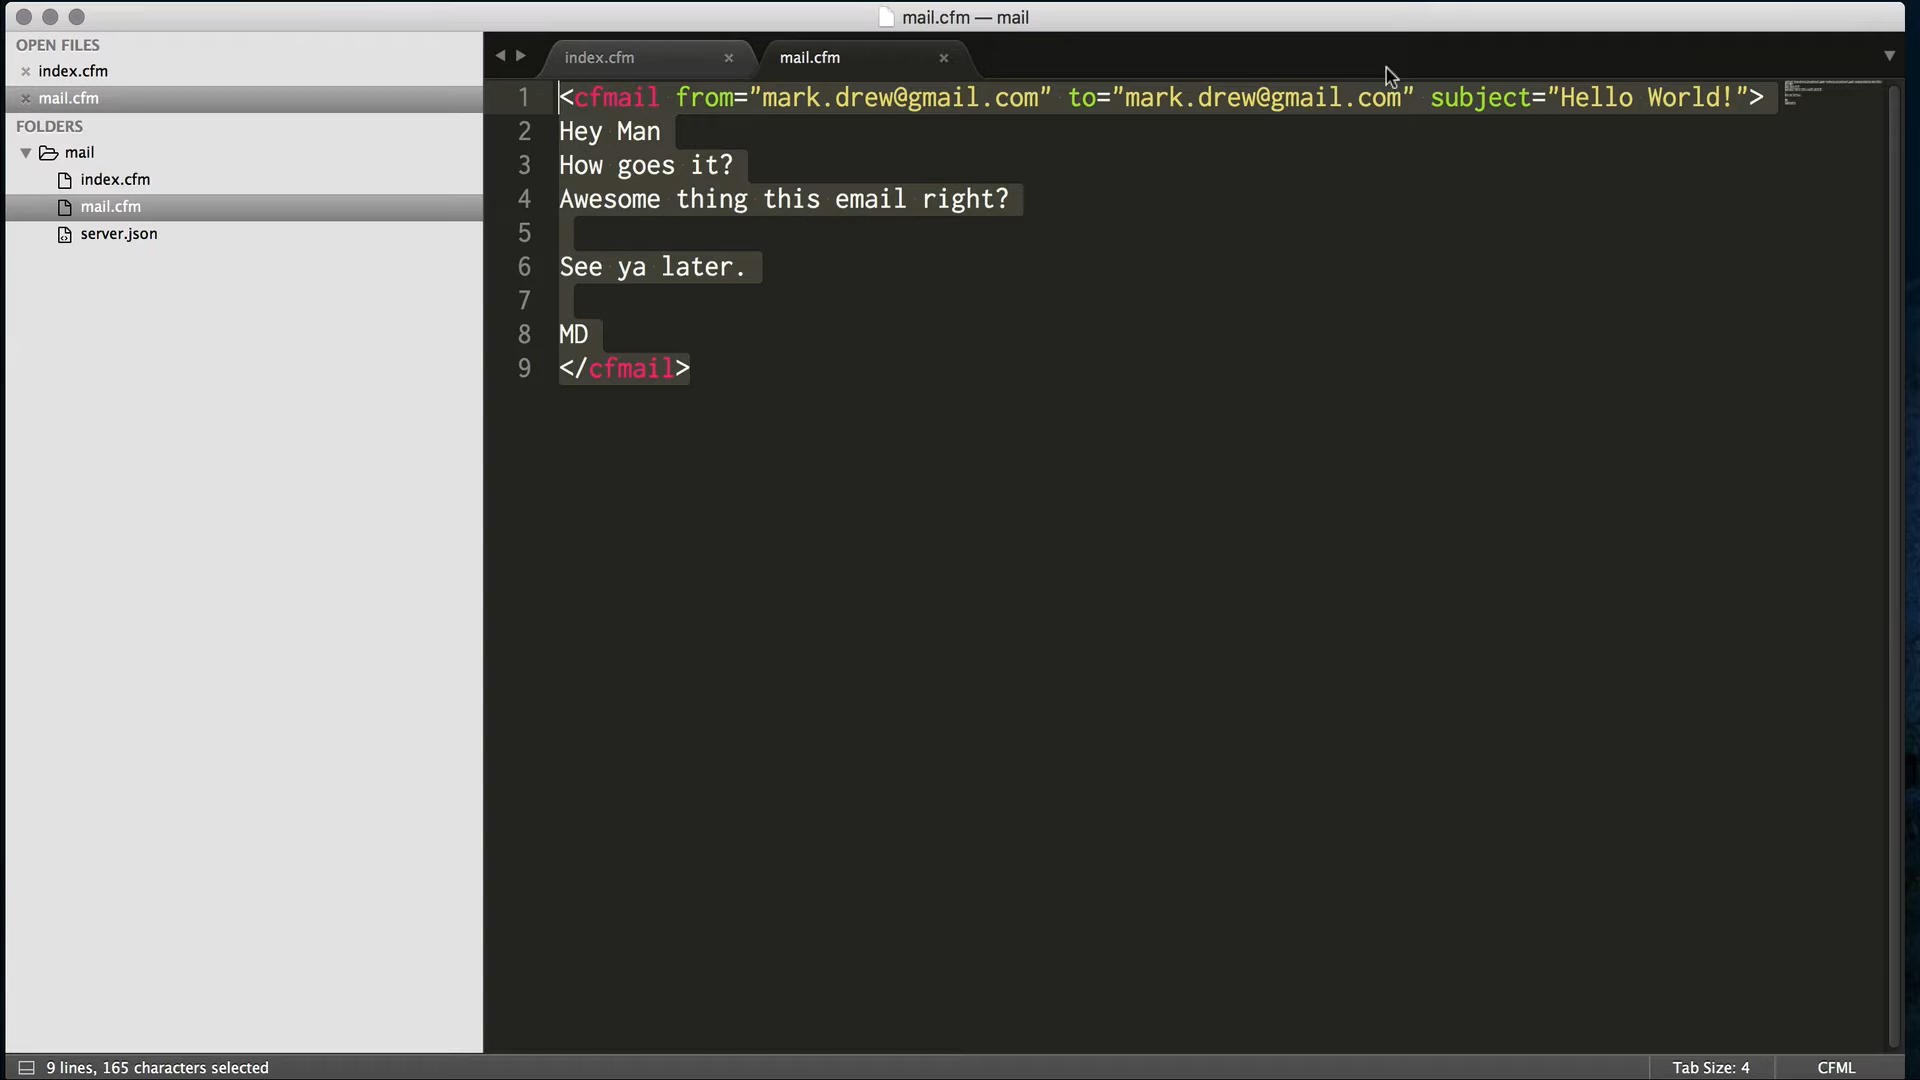 mail.cfm — mail
OPEN FILES
index.cfm
mail.cfm
FOLDERS
mail
index.cfm
mail.cfm
server.json
index.cfm
mail.cfm
1 <cfmail from="mark.drew@gmail.com" to="mark.drew@gmail.com" subject="Hello World!">
2 Hey Man
3 How goes it?
4 Awesome thing this email right?
5
6 See ya later.
7
8 MD
9 </cfmail>
9 lines, 165 characters selected
Tab Size: 4
CFML